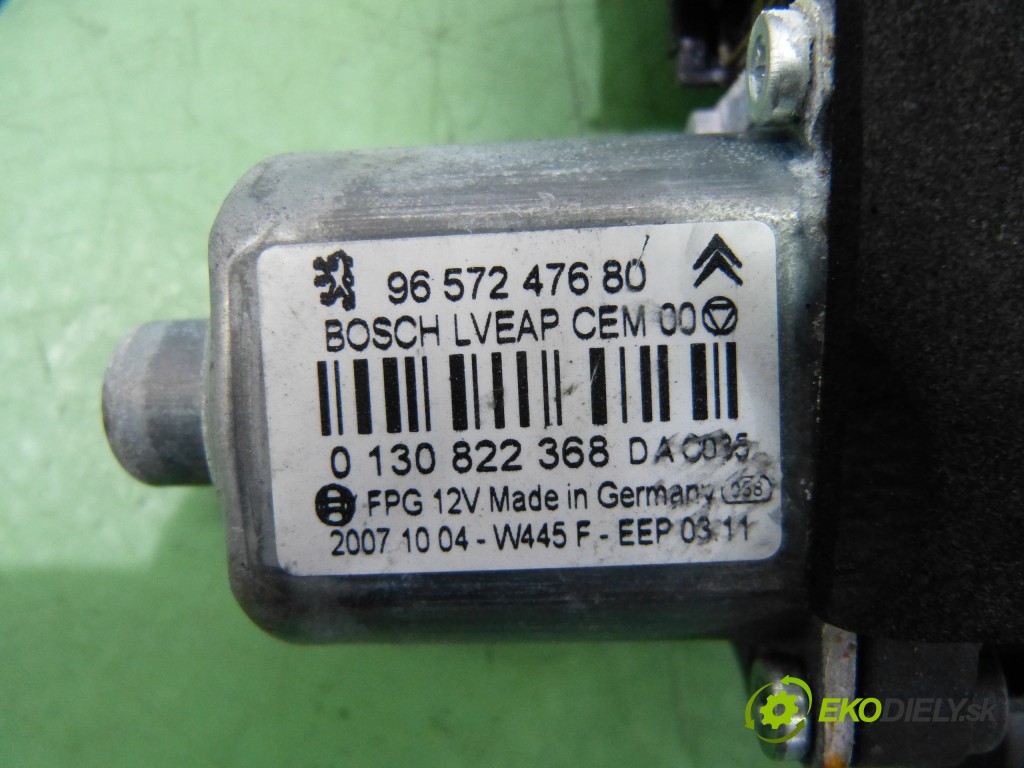 96 572 476 80
BOSCH LVEAP CEM 00
0 130 822 368 DA C035
FPG 12V Made in Germany 038
2007 10 04 - W445 F - EEP 03.11
EKODIELY.sk